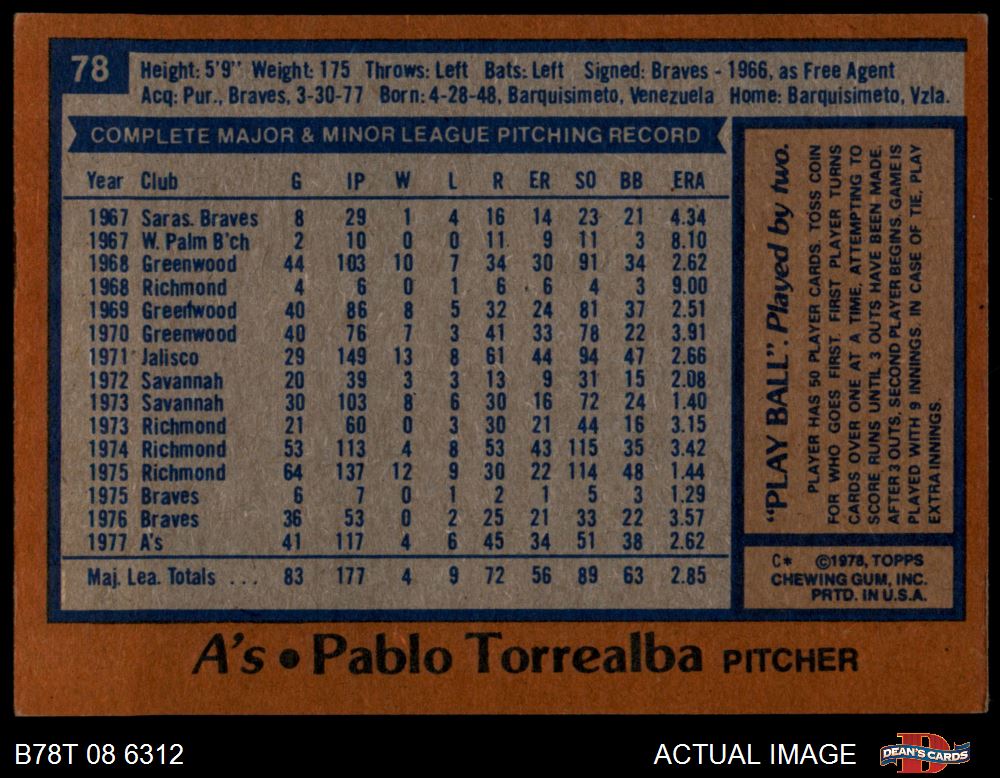 78
Height: 5'9" Weight: 175 Throws: Left Bats: Left Signed: Braves - 1966, as Free Agent
Acq: Pur., Braves, 3-30-77 Born: 4-28-48, Barquisimeto, Venezuela Home: Barquisimeto, Vzla.
COMPLETE MAJOR & MINOR LEAGUE PITCHING RECORD
Year Club G IP W L R ER SO BB ERA
1967 Saras. Braves 8 29 1 4 16 14 23 21 4.34
1967 W. Palm B'ch 2 10 0 0 11 9 11 3 8.10
1968 Greenwood 44 103 10 7 34 30 91 34 2.62
1968 Richmond 4 6 0 1 6 6 4 3 9.00
1969 Greenwood 40 86 8 5 32 24 81 37 2.51
1970 Greenwood 40 76 7 3 41 33 78 22 3.91
1971 Jalisco 29 149 13 8 61 44 94 47 2.66
1972 Savannah 20 39 3 3 13 9 31 15 2.08
1973 Savannah 30 103 8 6 30 16 72 24 1.40
1973 Richmond 21 60 0 3 30 21 44 16 3.15
1974 Richmond 53 113 4 8 53 43 115 35 3.42
1975 Richmond 64 137 12 9 30 22 114 48 1.44
1975 Braves 6 7 0 1 2 1 5 3 1.29
1976 Braves 36 53 0 2 25 21 33 22 3.57
1977 A's 41 117 4 6 45 34 51 38 2.62
Maj. Lea. Totals ... 83 177 4 9 72 56 89 63 2.85
"PLAY BALL". Played by two.
PLAYER HAS 50 PLAYER CARDS. TOSS COIN
FOR WHO GOES FIRST. FIRST PLAYER TURNS
CARDS OVER ONE AT A TIME, ATTEMPTING TO
SCORE RUNS UNTIL 3 OUTS HAVE BEEN MADE.
AFTER 3 OUTS, SECOND PLAYER BEGINS. GAME IS
PLAYED WITH 9 INNINGS. IN CASE OF TIE, PLAY
EXTRA INNINGS.
C* ©1978, TOPPS
CHEWING GUM, INC.
PRTD. IN U.S.A.
A's • Pablo Torrealba PITCHER
B78T 08 6312
ACTUAL IMAGE
DEAN'S CARDS